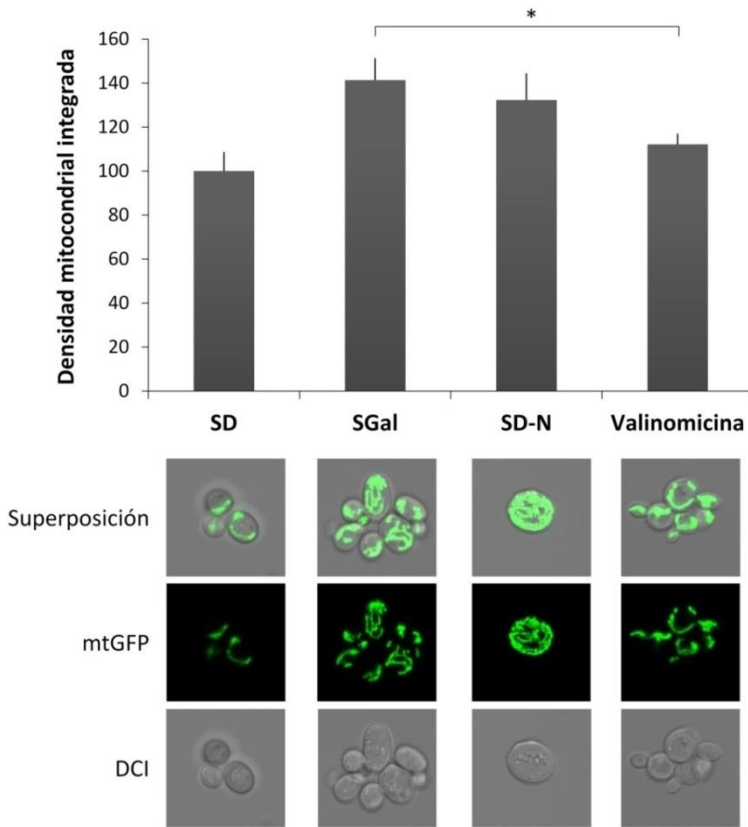 *
Densidad mitocondrial integrada
160
140
120
100
80
60
40
20
0
SD SGal SD-N Valinomicina
Superposición
mtGFP
DCI